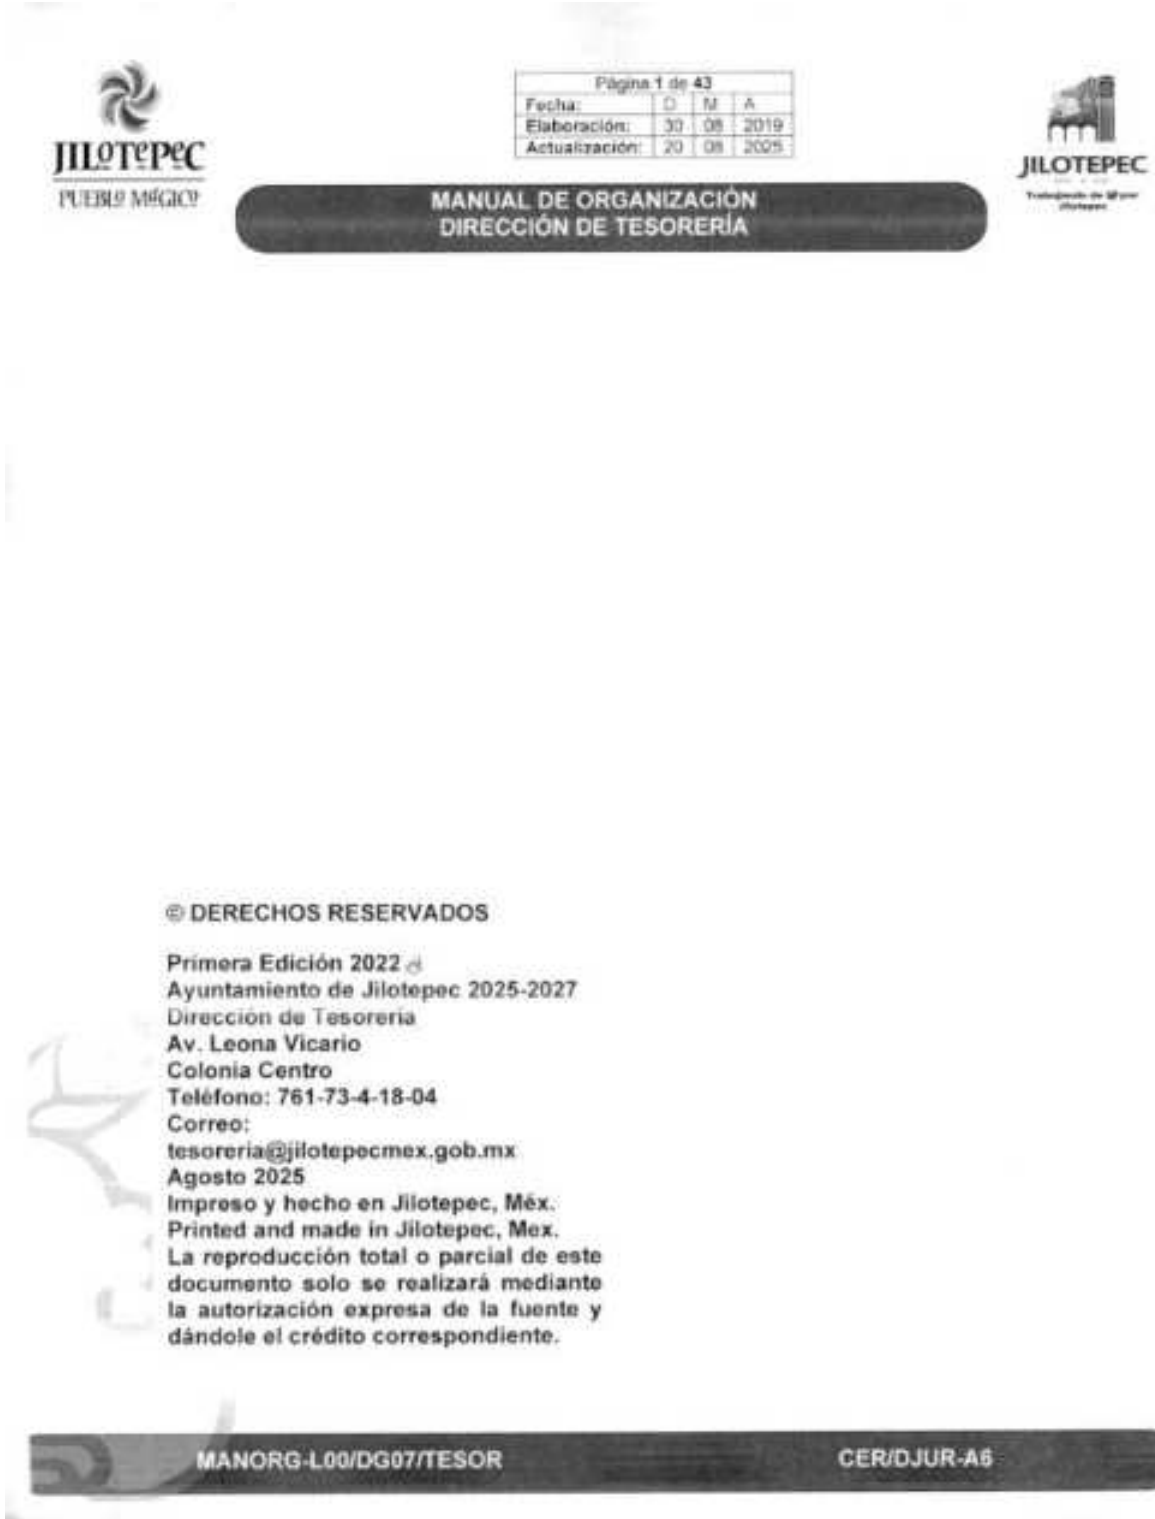 JILOTEPEC
PUEBLO MÁGICO
Página 1 de 43
Fecha: D M A
Elaboración: 30 08 2019
Actualización: 20 08 2025
JILOTEPEC
MANUAL DE ORGANIZACIÓN
DIRECCIÓN DE TESORERÍA
© DERECHOS RESERVADOS
Primera Edición 2022
Ayuntamiento de Jilotepec 2025-2027
Dirección de Tesorería
Av. Leona Vicario
Colonia Centro
Teléfono: 761-73-4-18-04
Correo:
tesoreria@jilotepecmex.gob.mx
Agosto 2025
Impreso y hecho en Jilotepec, Méx.
Printed and made in Jilotepec, Mex.
La reproducción total o parcial de este
documento solo se realizará mediante
la autorización expresa de la fuente y
dándole el crédito correspondiente.
MANORG-L00/DG07/TESOR CER/DJUR-A6